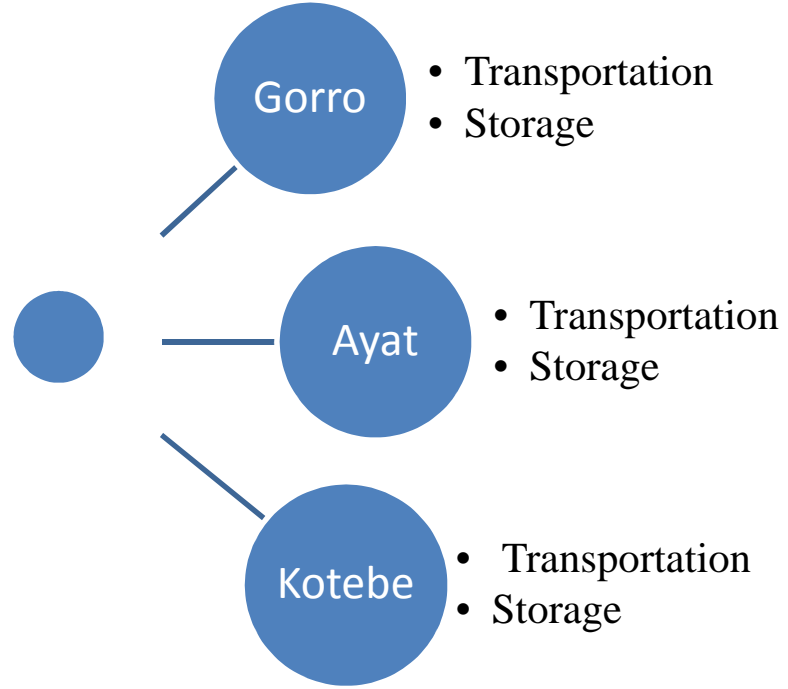 Gorro
• Transportation
• Storage
Ayat
• Transportation
• Storage
Kotebe
• Transportation
• Storage